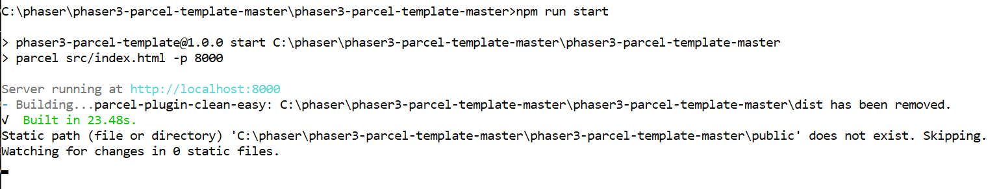 C:\phaser\phaser3-parcel-template-master\phaser3-parcel-template-master>npm run start
> phaser3-parcel-template@1.0.0 start C:\phaser\phaser3-parcel-template-master\phaser3-parcel-template-master
> parcel src/index.html -p 8000
Server running at http://localhost:8000
- Building...parcel-plugin-clean-easy: C:\phaser\phaser3-parcel-template-master\phaser3-parcel-template-master\dist has been removed.
√  Built in 23.48s.
Static path (file or directory) 'C:\phaser\phaser3-parcel-template-master\phaser3-parcel-template-master\public' does not exist. Skipping.
Watching for changes in 0 static files.